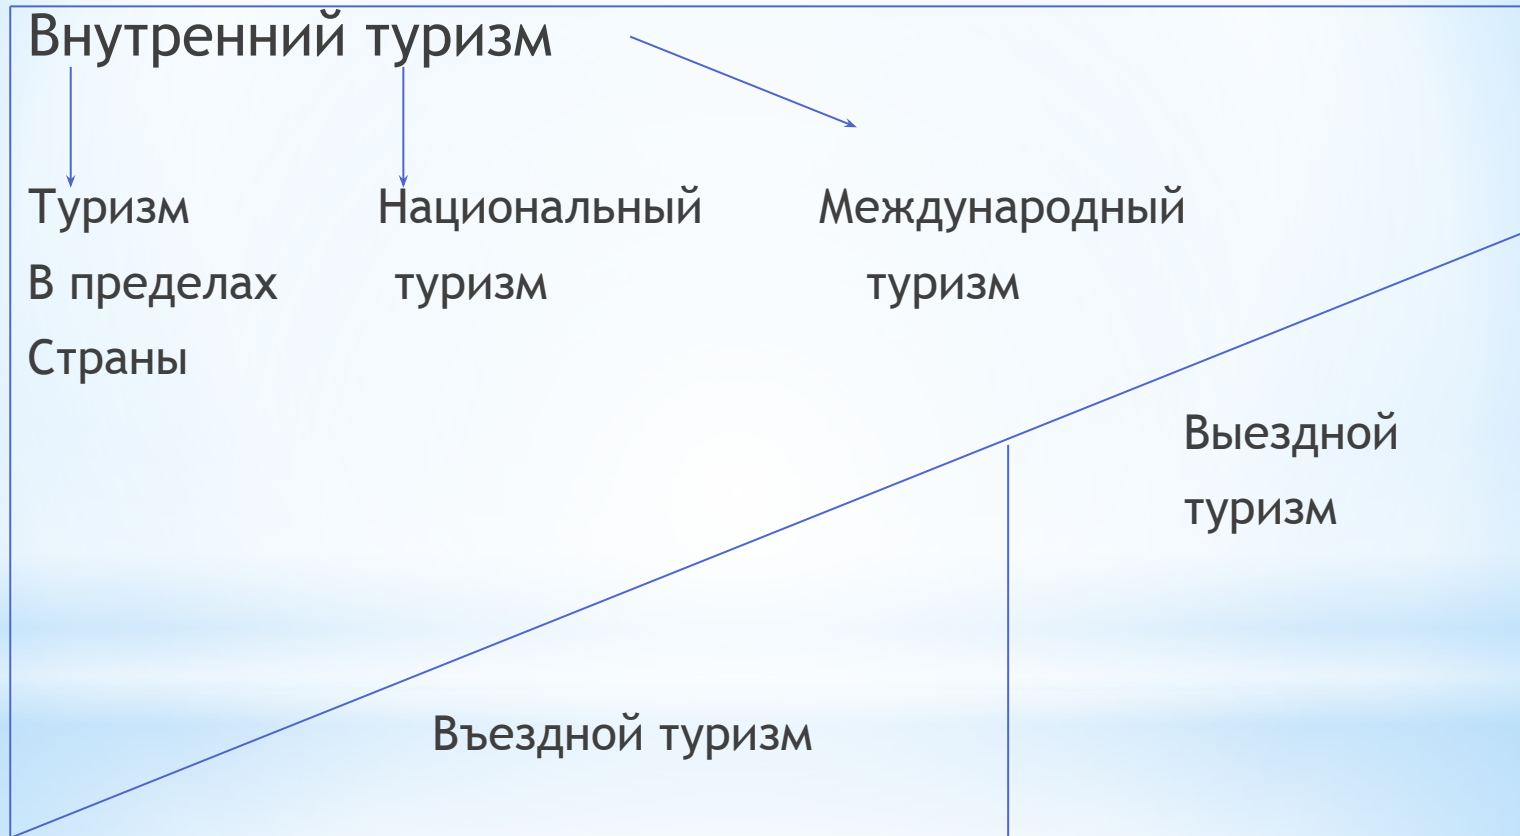 Внутренний туризм
Туризм Национальный Международный
В пределах туризм туризм
Страны
Выездной
туризм
Въездной туризм